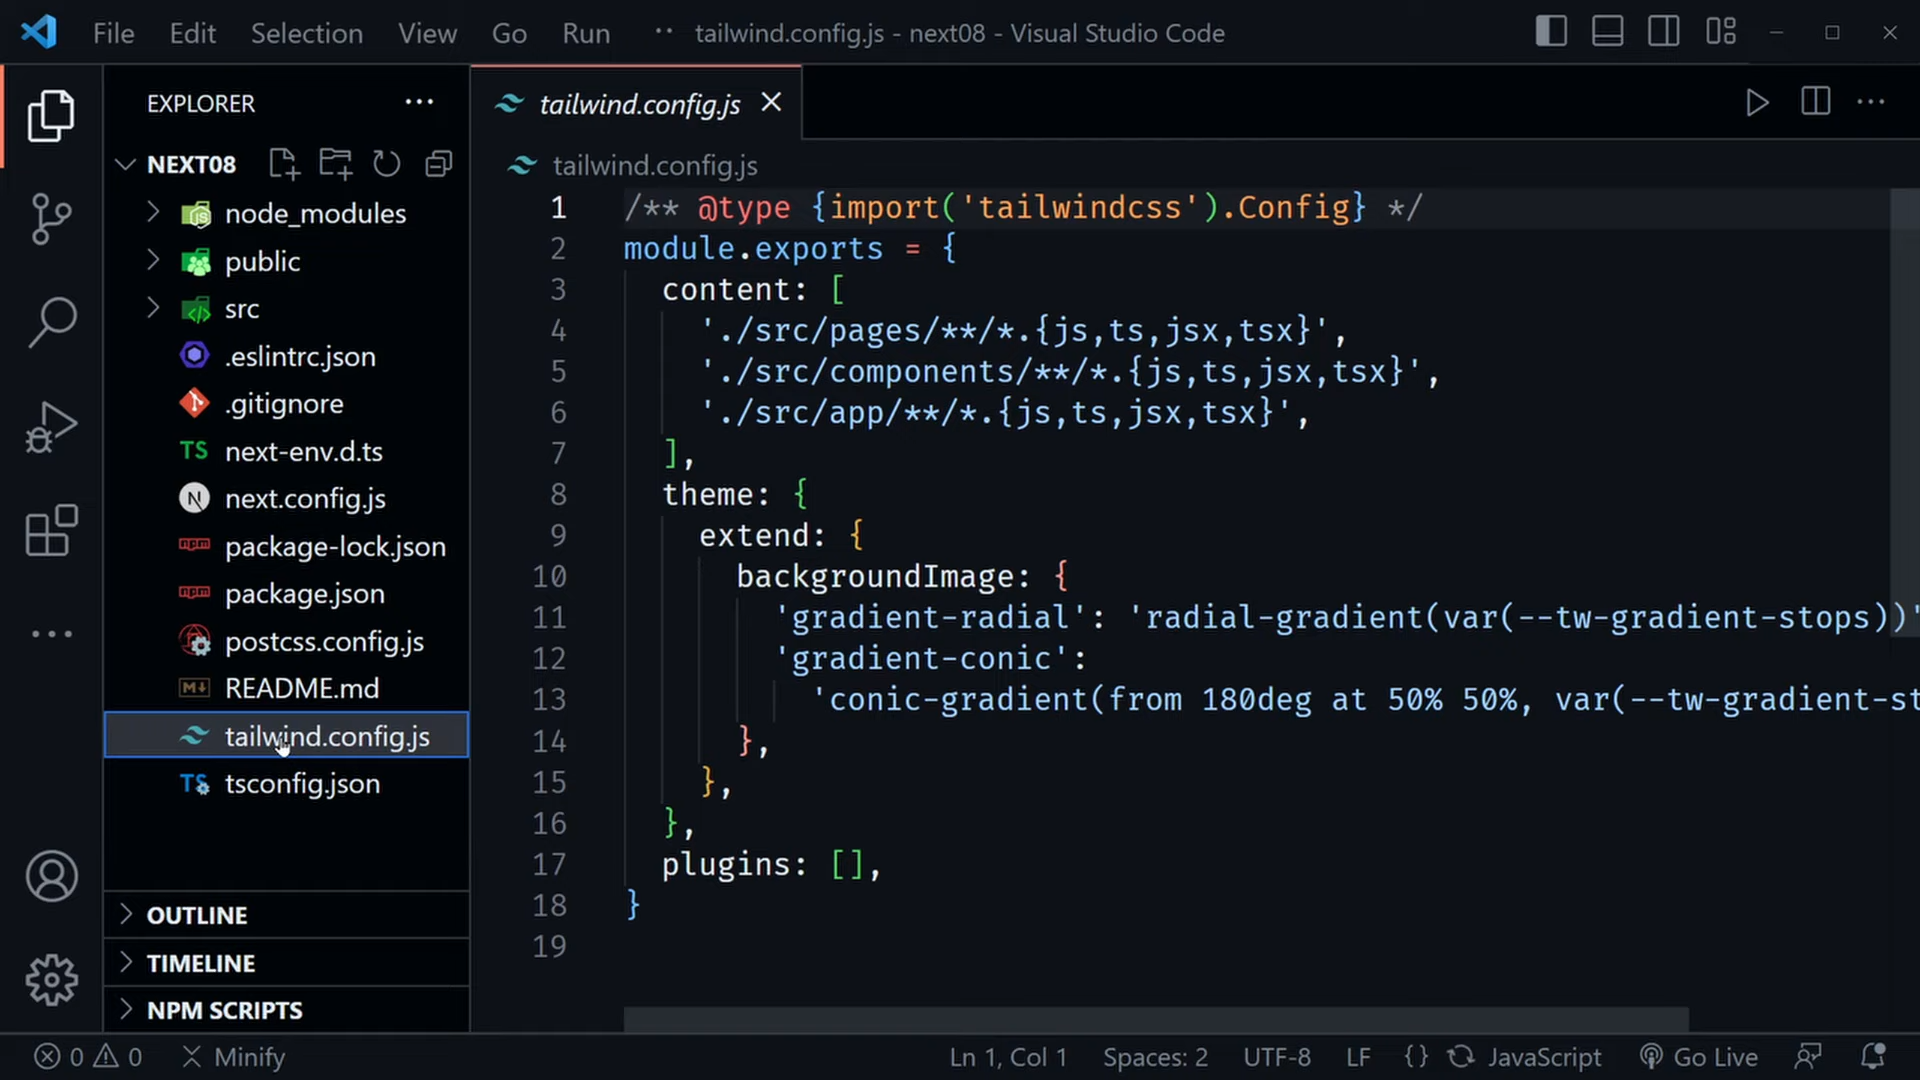 File Edit Selection View Go Run ·· tailwind.config.js - next08 - Visual Studio Code
EXPLORER
NEXT08
node_modules
public
src
.eslintrc.json
.gitignore
TS next-env.d.ts
N next.config.js
npm package-lock.json
npm package.json
postcss.config.js
M↓ README.md
tailwind.config.js
TS tsconfig.json
OUTLINE
TIMELINE
NPM SCRIPTS
tailwind.config.js
tailwind.config.js
1 /** @type {import('tailwindcss').Config} */
2 module.exports = {
3 content: [
4 './src/pages/**/*.{js,ts,jsx,tsx}',
5 './src/components/**/*.{js,ts,jsx,tsx}',
6 './src/app/**/*.{js,ts,jsx,tsx}',
7 ],
8 theme: {
9 extend: {
10 backgroundImage: {
11 'gradient-radial': 'radial-gradient(var(--tw-gradient-stops))'
12 'gradient-conic':
13 'conic-gradient(from 180deg at 50% 50%, var(--tw-gradient-st
14 },
15 },
16 },
17 plugins: [],
18 }
19
0 0 Minify Ln 1, Col 1 Spaces: 2 UTF-8 LF {} JavaScript Go Live